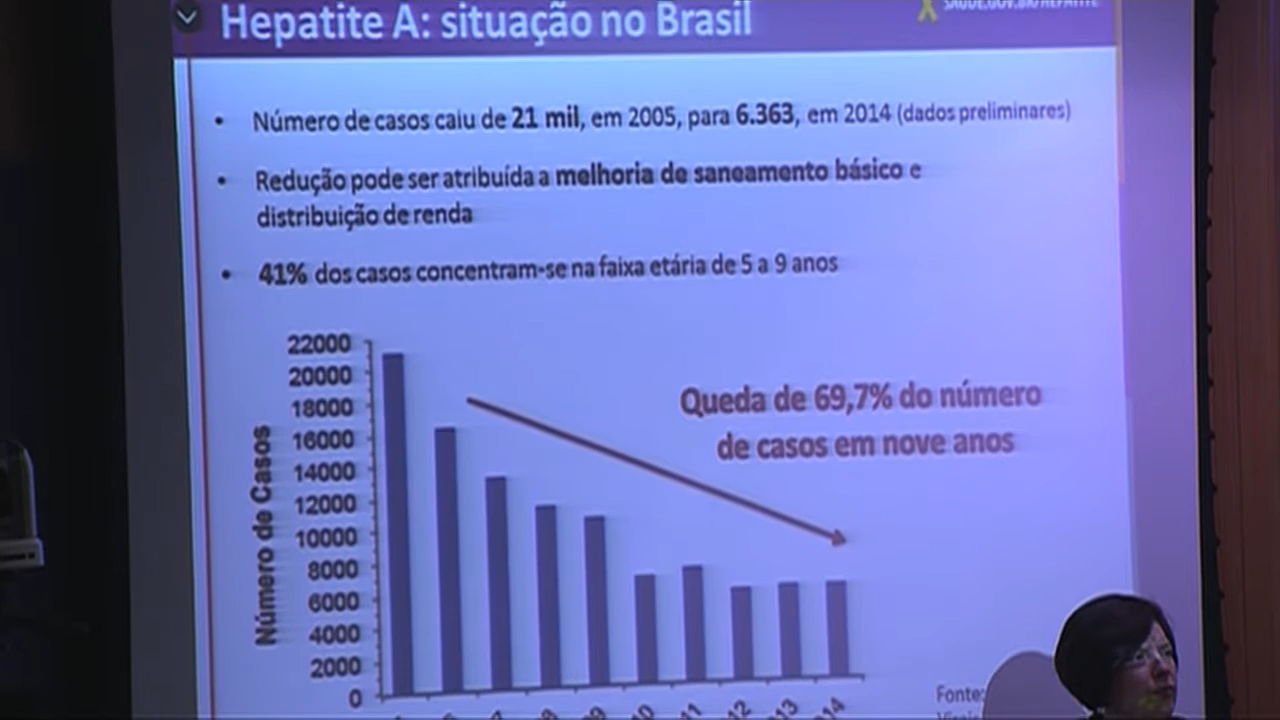 Hepatite A: situação no Brasil
SAUDE.GOV.BR/HEPATITE
• Número de casos caiu de 21 mil, em 2005, para 6.363, em 2014 (dados preliminares)
• Redução pode ser atribuída a melhoria de saneamento básico e
distribuição de renda
• 41% dos casos concentram-se na faixa etária de 5 a 9 anos
Queda de 69,7% do número
de casos em nove anos
Número de Casos
22000
20000
18000
16000
14000
12000
10000
8000
6000
4000
2000
0
Fonte: